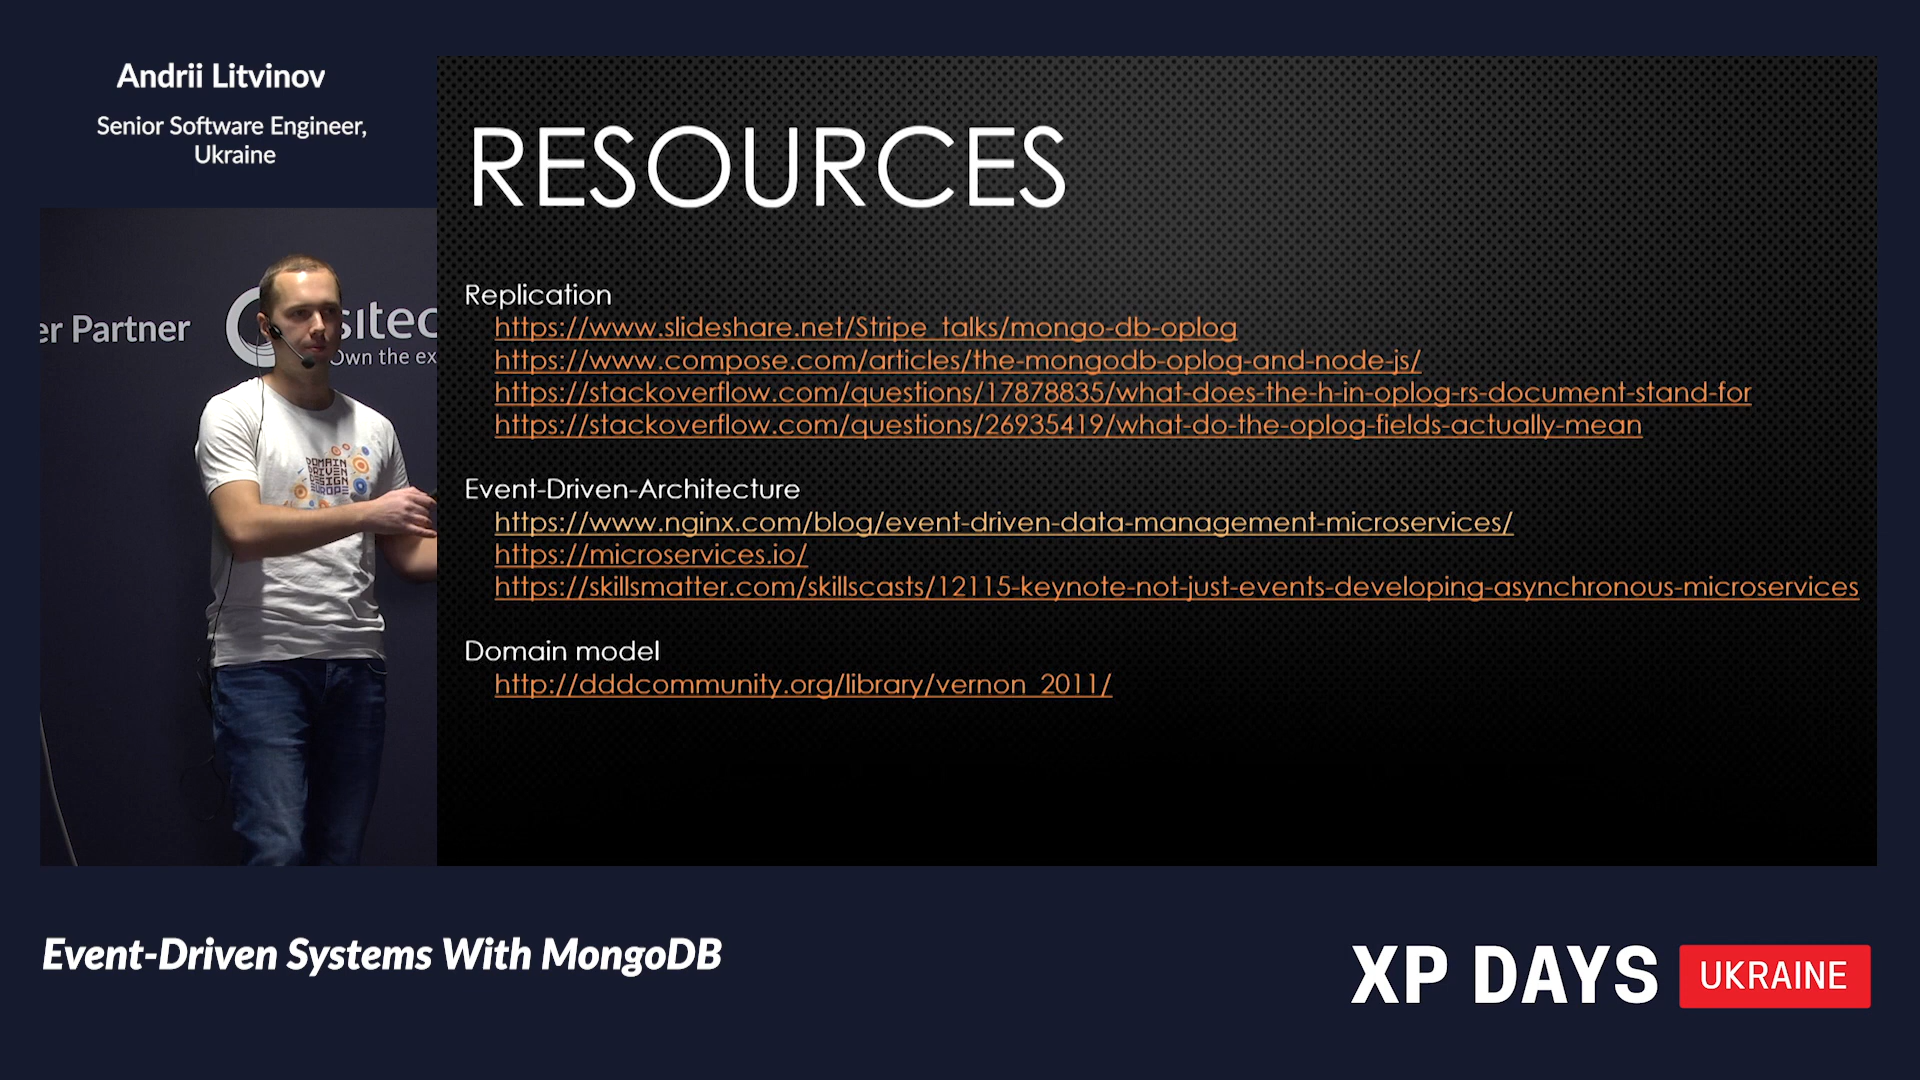 Andrii Litvinov
Senior Software Engineer,
Ukraine
er Partner
sitec
Own the ex
DOMAIN
DRIVEN
DESIGN
EUROPE
RESOURCES
Replication
https://www.slideshare.net/Stripe_talks/mongo-db-oplog
https://www.compose.com/articles/the-mongodb-oplog-and-node-js/
https://stackoverflow.com/questions/17878835/what-does-the-h-in-oplog-rs-document-stand-for
https://stackoverflow.com/questions/26935419/what-do-the-oplog-fields-actually-mean
Event-Driven-Architecture
https://www.nginx.com/blog/event-driven-data-management-microservices/
https://microservices.io/
https://skillsmatter.com/skillscasts/12115-keynote-not-just-events-developing-asynchronous-microservices
Domain model
http://dddcommunity.org/library/vernon_2011/
Event-Driven Systems With MongoDB
XP DAYS UKRAINE